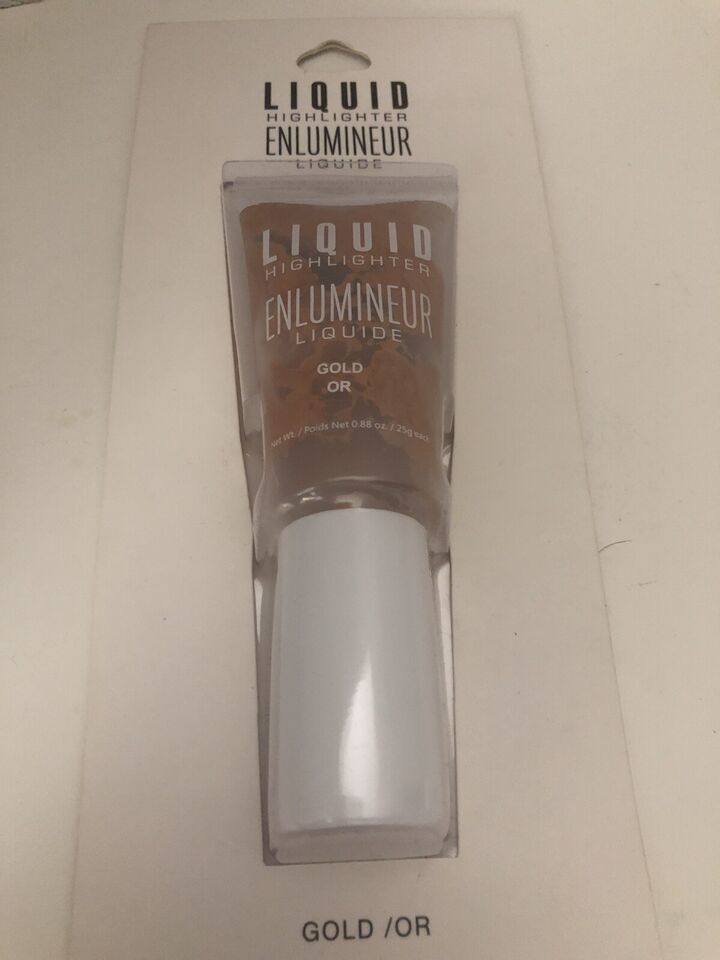 LIQUID
HIGHLIGHTER
ENLUMINEUR
LIQUIDE
LIQUID
HIGHLIGHTER
ENLUMINEUR
LIQUIDE
GOLD
OR
Net Wt. / Poids Net 0.88 oz. / 25g each
GOLD /OR